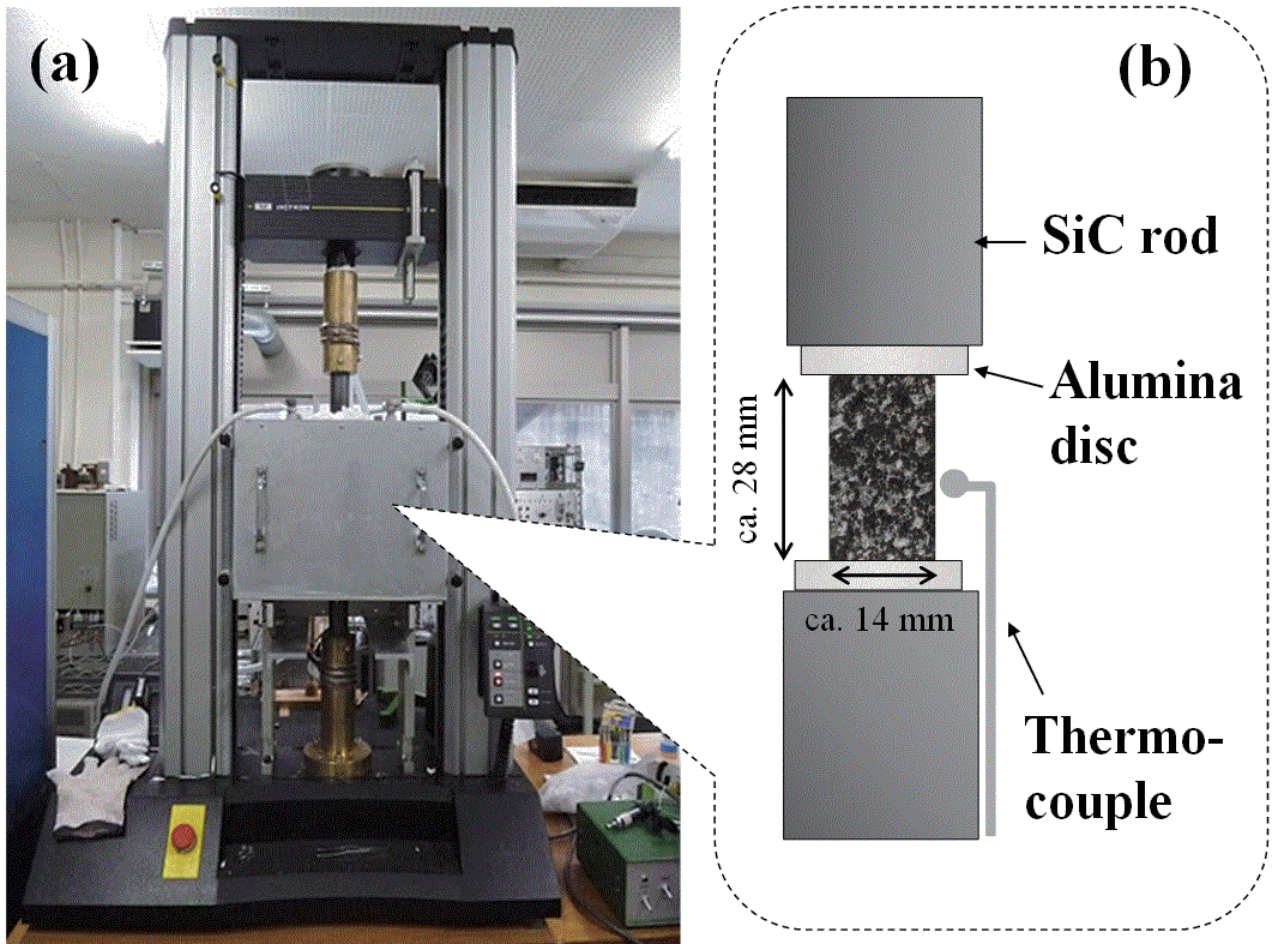 (a)
INSTRON
(b)
SiC rod
Alumina
disc
ca. 28 mm
ca. 14 mm
Thermo-
couple